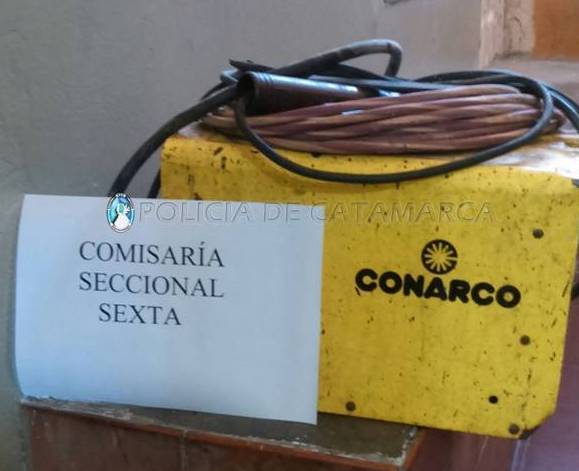 POLICIA DE CATAMARCA
COMISARÍA
SECCIONAL
SEXTA
CONARCO